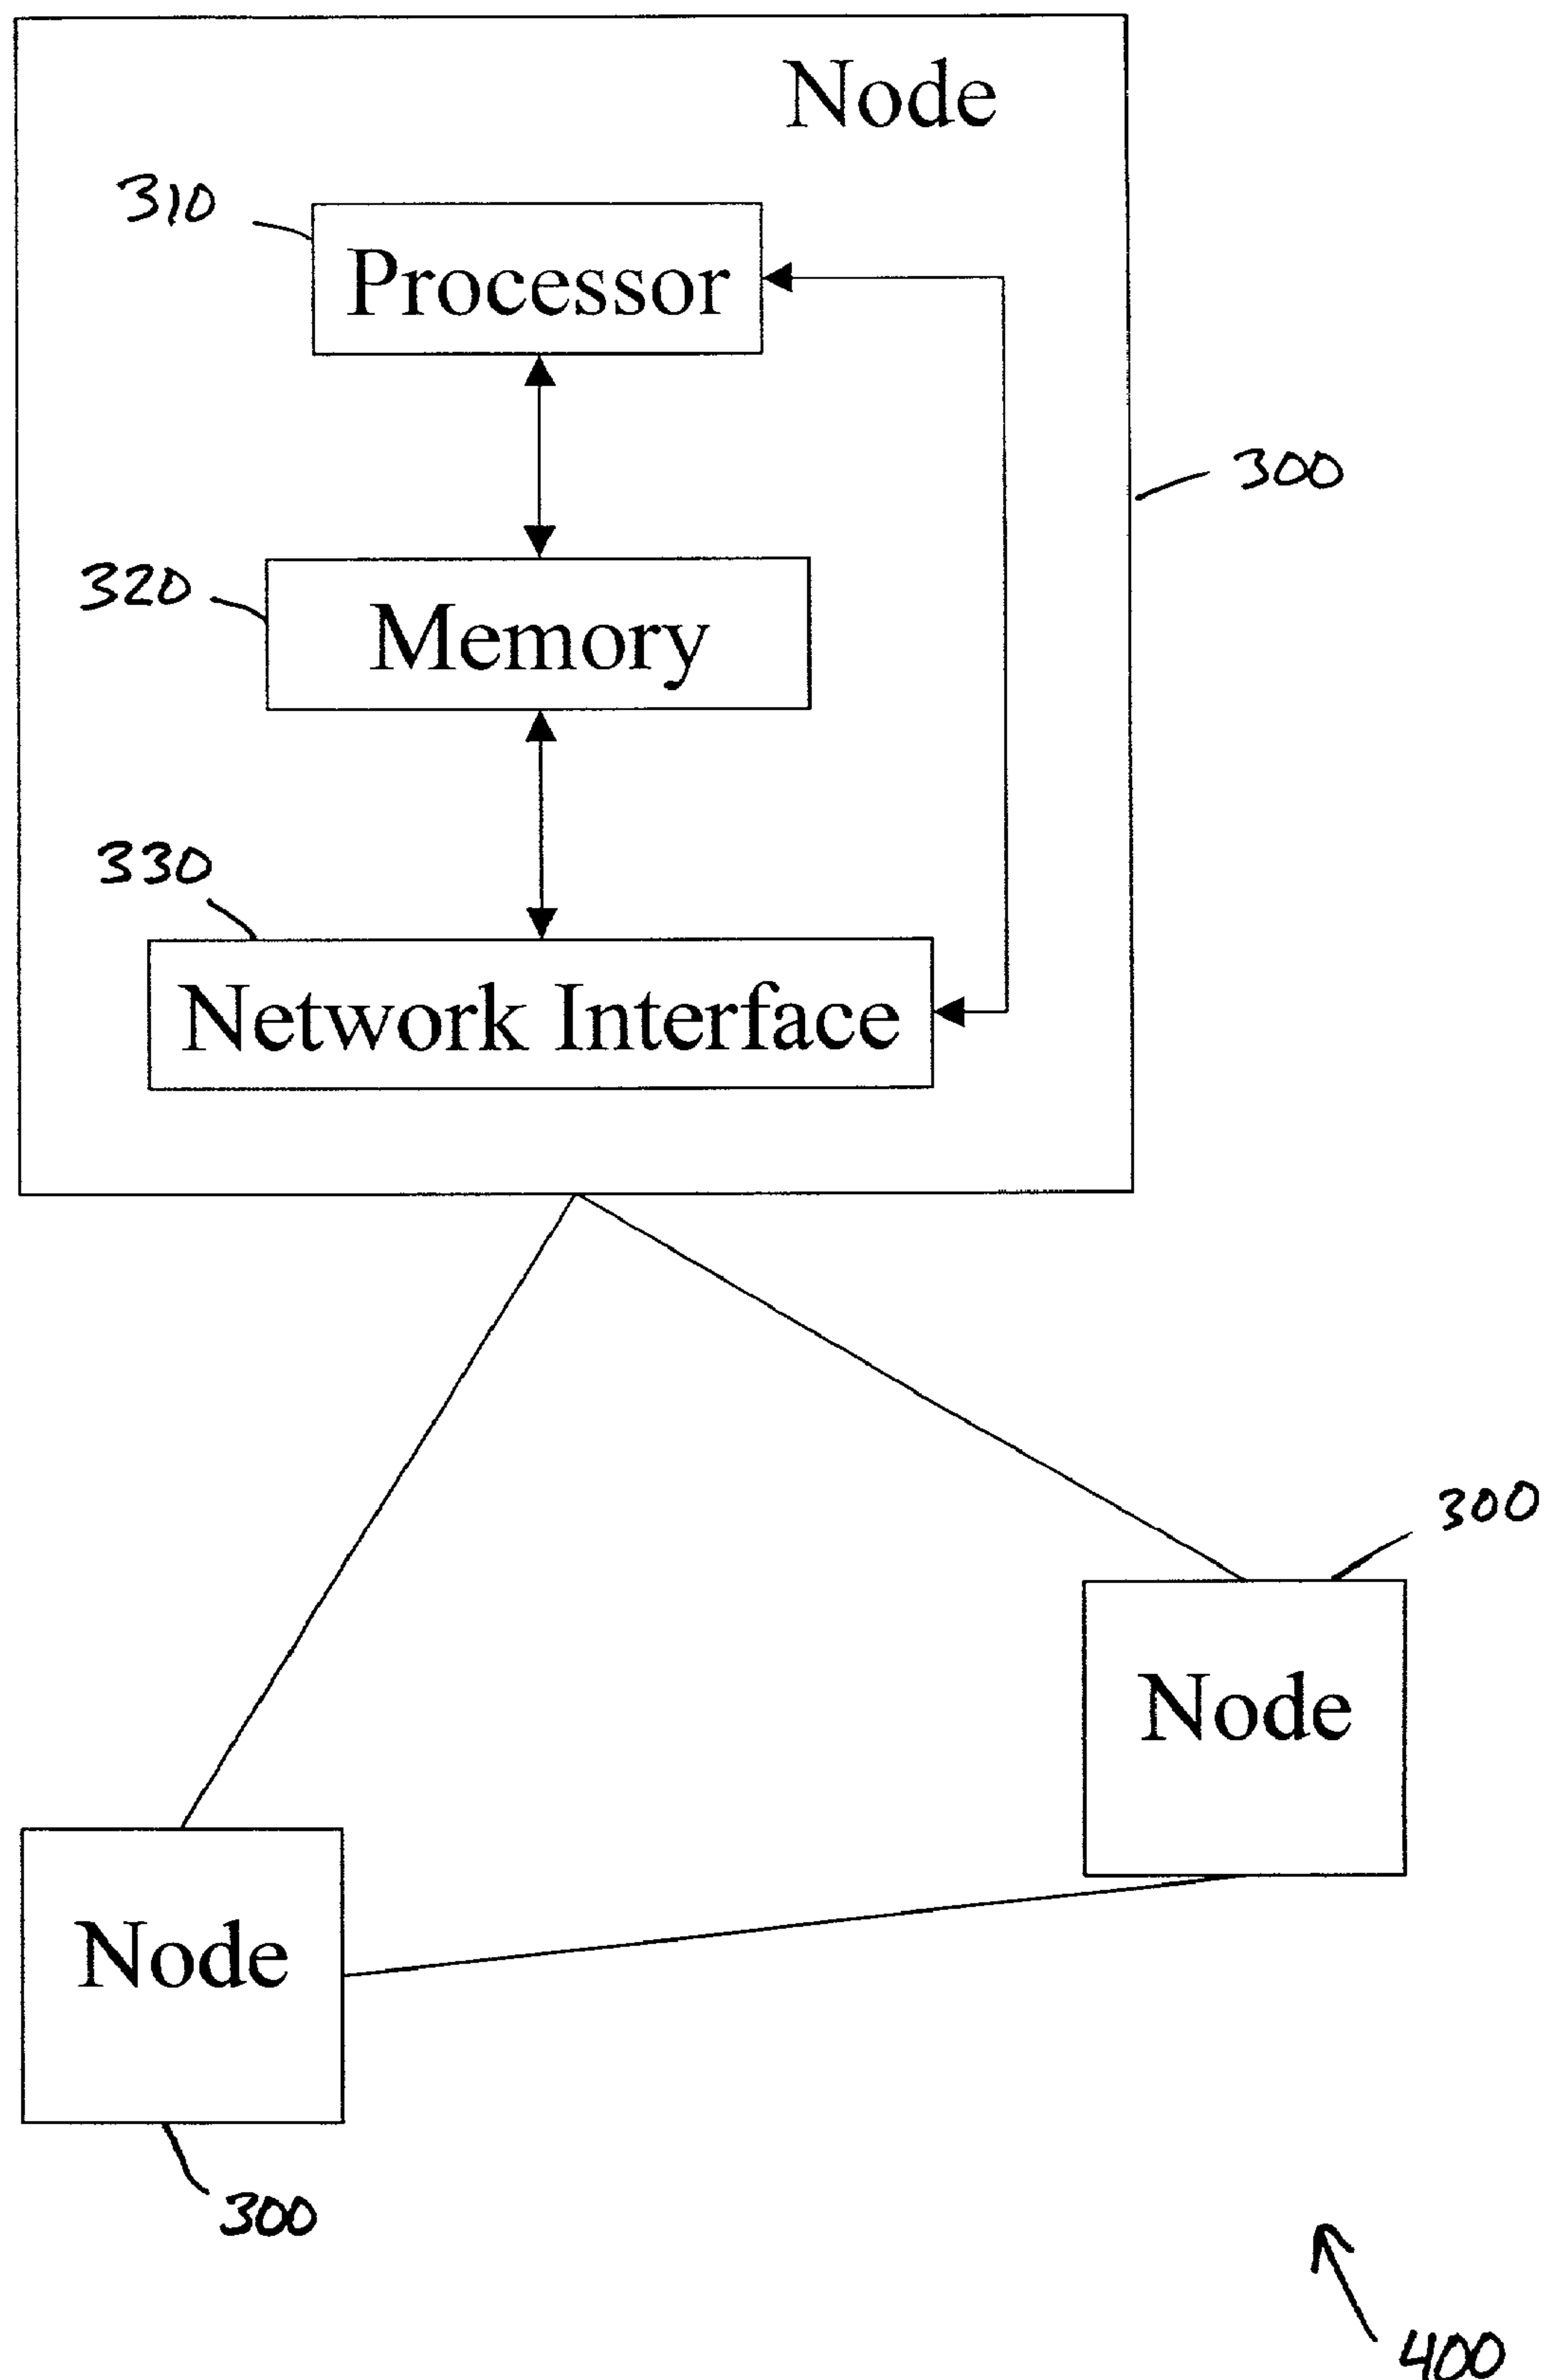 Node
310
Processor
300
320
Memory
330
Network Interface
300
Node
Node
300
400